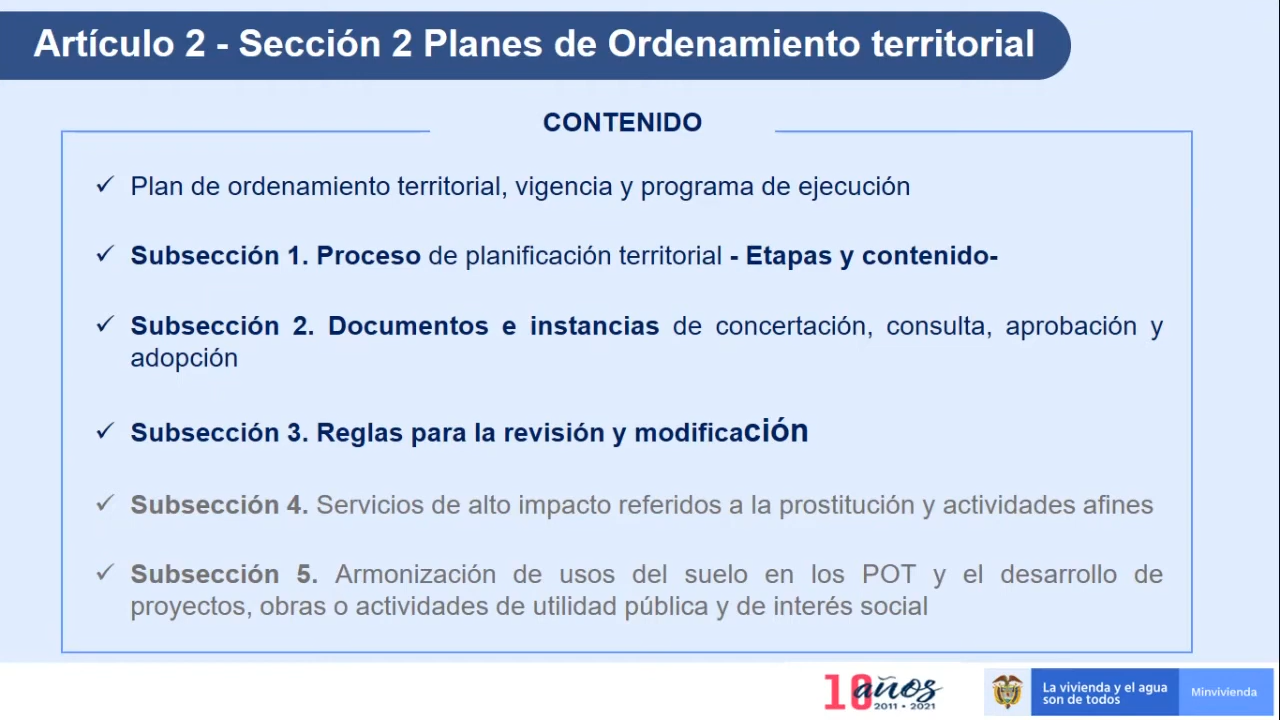 Artículo 2 - Sección 2 Planes de Ordenamiento territorial
CONTENIDO
✓ Plan de ordenamiento territorial, vigencia y programa de ejecución
✓ Subsección 1. Proceso de planificación territorial - Etapas y contenido-
✓ Subsección 2. Documentos e instancias de concertación, consulta, aprobación y
adopción
✓ Subsección 3. Reglas para la revisión y modificación
✓ Subsección 4. Servicios de alto impacto referidos a la prostitución y actividades afines
✓ Subsección 5. Armonización de usos del suelo en los POT y el desarrollo de
proyectos, obras o actividades de utilidad pública y de interés social
10 años
2011 • 2021
La vivienda y el agua
son de todos
Minvivienda